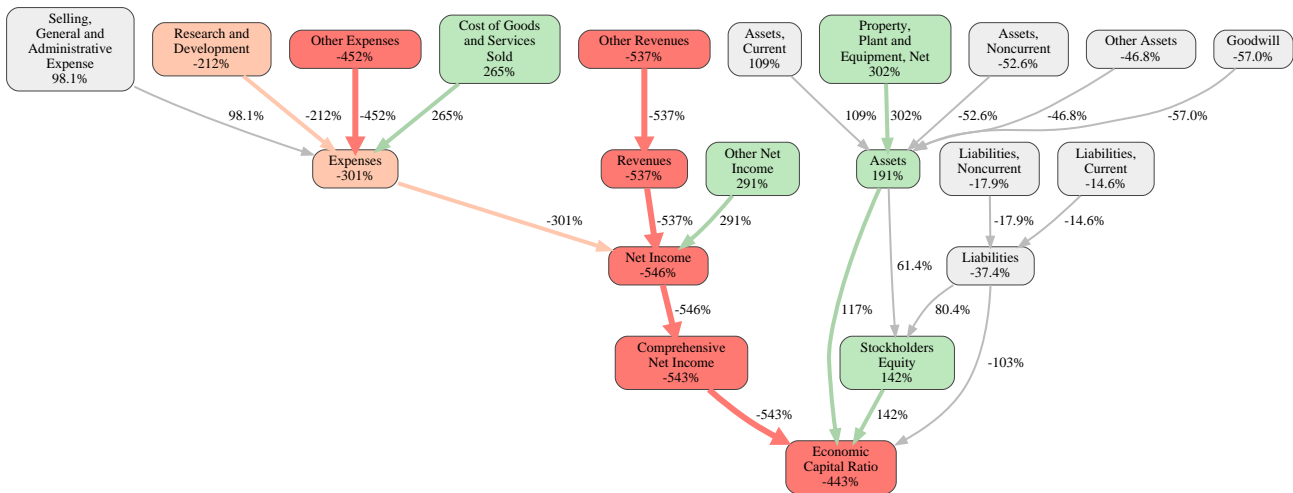 Selling,
General and
Administrative
Expense
98.1%
Research and
Development
-212%
Other Expenses
-452%
Cost of Goods
and Services
Sold
265%
Other Revenues
-537%
Assets,
Current
109%
Property,
Plant and
Equipment, Net
302%
Assets,
Noncurrent
-52.6%
Other Assets
-46.8%
Goodwill
-57.0%
98.1%
-212%
-452%
265%
-537%
109%
302%
-52.6%
-46.8%
-57.0%
Expenses
-301%
Revenues
-537%
Other Net
Income
291%
Assets
191%
Liabilities,
Noncurrent
-17.9%
Liabilities,
Current
-14.6%
-301%
-537%
291%
-17.9%
-14.6%
Net Income
-546%
61.4%
Liabilities
-37.4%
-546%
117%
80.4%
Comprehensive
Net Income
-543%
Stockholders
Equity
142%
-103%
-543%
142%
Economic
Capital Ratio
-443%